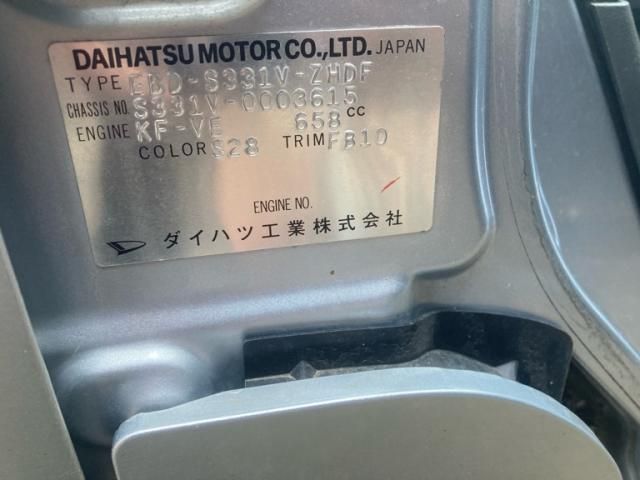 DAIHATSU MOTOR CO.,LTD. JAPAN
TYPE EBD-S331V-ZHDF
CHASSIS NO. S331V-0003615
ENGINE KF-VE 658 CC
COLOR S28 TRIM FB10
ENGINE NO.
ダイハツ工業株式会社